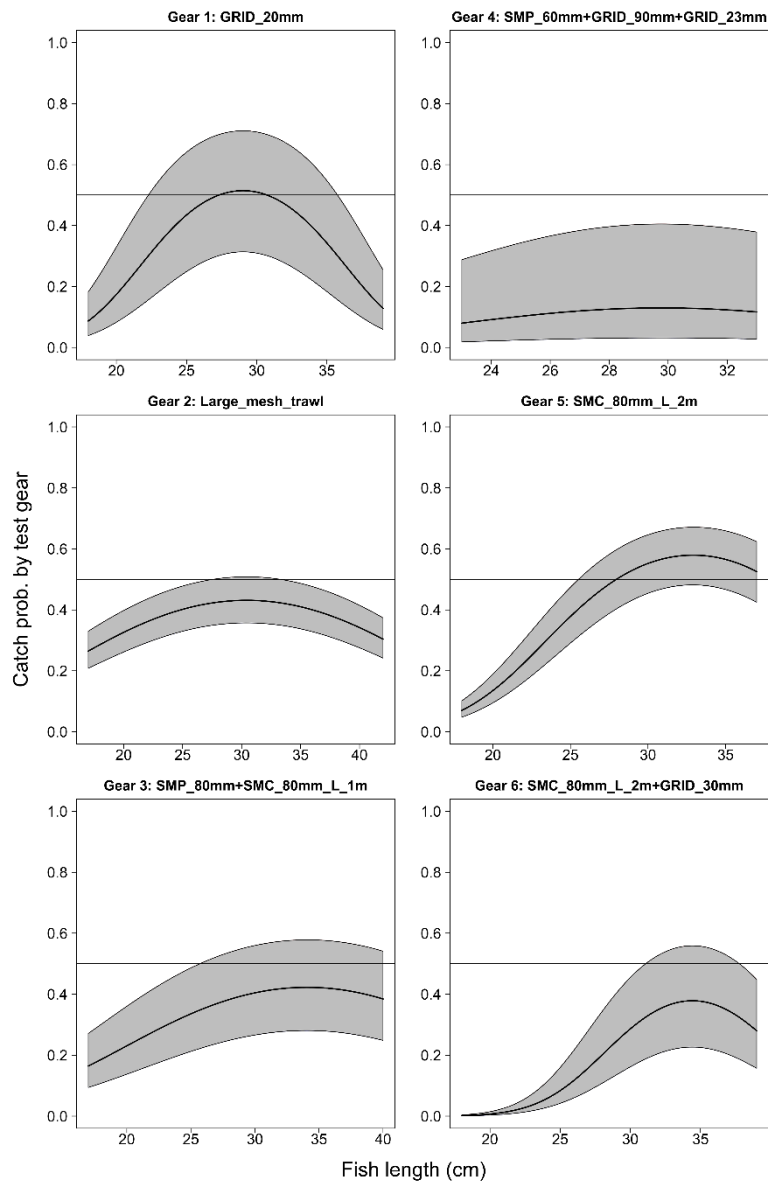 Gear 1: GRID_20mm
1.0
0.8
0.6
0.4
0.2
0.0
20 25 30 35
Gear 4: SMP_60mm+GRID_90mm+GRID_23mm
1.0
0.8
0.6
0.4
0.2
0.0
24 26 28 30 32
Gear 2: Large_mesh_trawl
1.0
0.8
0.6
0.4
0.2
0.0
20 25 30 35 40
Gear 5: SMC_80mm_L_2m
1.0
0.8
0.6
0.4
0.2
0.0
20 25 30 35
Gear 3: SMP_80mm+SMC_80mm_L_1m
1.0
0.8
0.6
0.4
0.2
0.0
20 25 30 35 40
Gear 6: SMC_80mm_L_2m+GRID_30mm
1.0
0.8
0.6
0.4
0.2
0.0
20 25 30 35
Catch prob. by test gear
Fish length (cm)